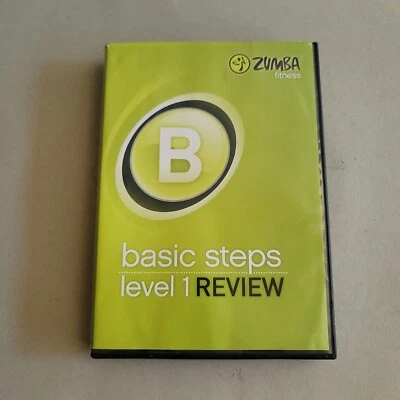 ZUMBA
fitness
B
basic steps
level 1 REVIEW